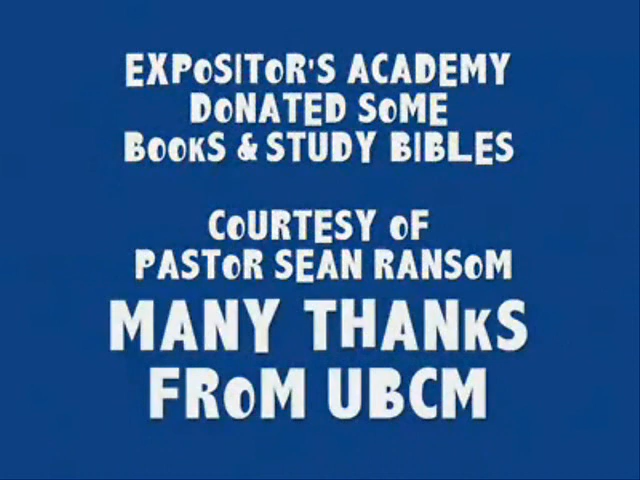 EXPOSITOR'S ACADEMY
DONATED SOME
BOOKS & STUDY BIBLES
COURTESY OF
PASTOR SEAN RANSOM
MANY THANKS
FROM UBCM